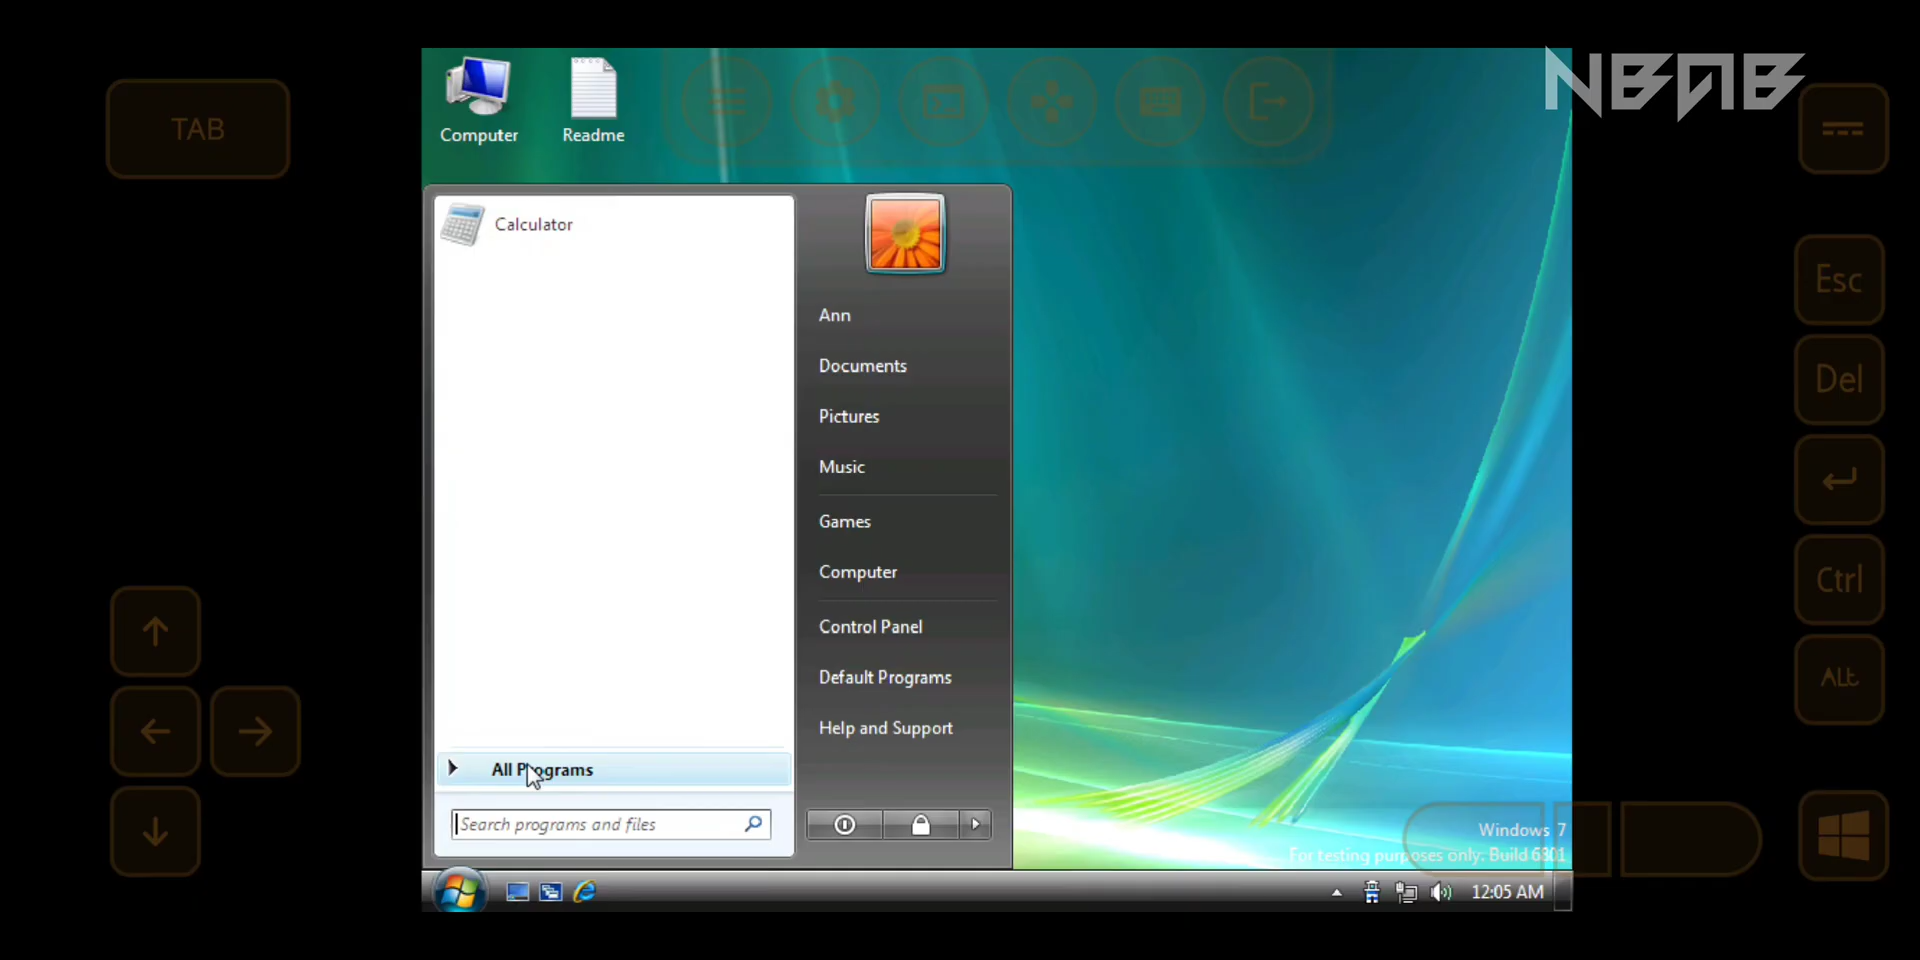 NBAB
TAB
Computer
Readme
Calculator
Ann
Documents
Pictures
Music
Games
Computer
Control Panel
Default Programs
Help and Support
All Programs
Search programs and files
Windows 7
For testing purposes only. Build 6801
12:05 AM
Esc
Del
Ctrl
ALt